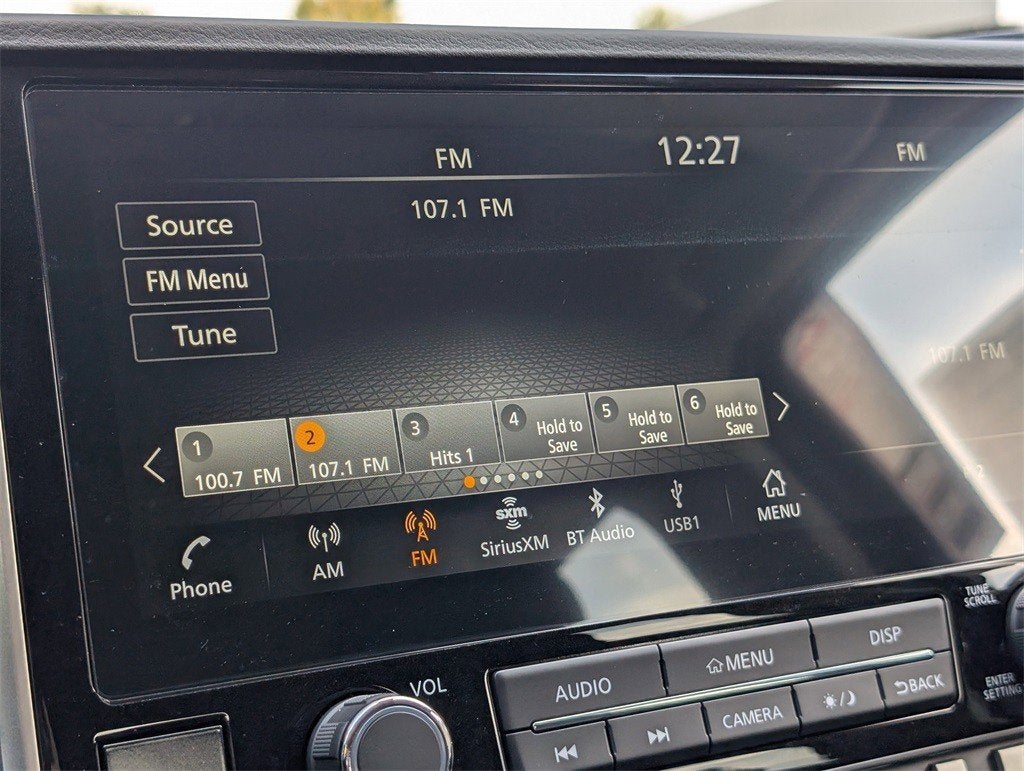 FM
12:27
FM
107.1 FM
Source
FM Menu
Tune
107.1 FM
1
100.7 FM
2
107.1 FM
3
Hits 1
4
Hold to
Save
5
Hold to
Save
6
Hold to
Save
Phone
AM
FM
sxm
SiriusXM
BT Audio
USB1
MENU
VOL
AUDIO
MENU
DISP
CAMERA
BACK
TUNE
SCROLL
ENTER
SETTING